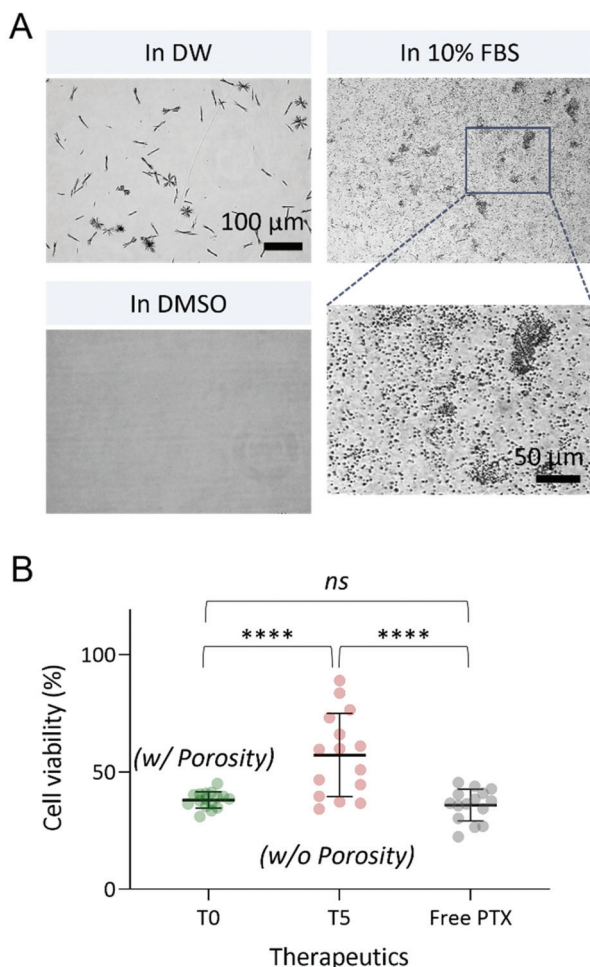 A
In DW
In 10% FBS
100 µm
In DMSO
50 µm
B
ns
**** ****
100
(w/ Porosity)
50
(w/o Porosity)
0
Cell viability (%)
T0 T5 Free PTX
Therapeutics